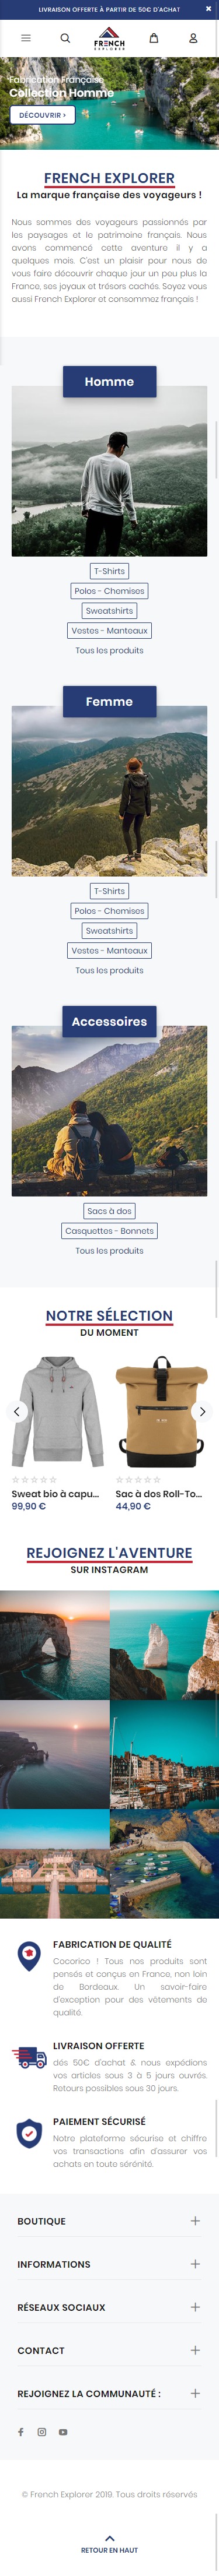 LIVRAISON OFFERTE À PARTIR DE 50€ D'ACHAT
FRENCH
EXPLORER
Fabrication Française
Collection Homme
DÉCOUVRIR >
FRENCH EXPLORER
La marque française des voyageurs !
Nous sommes des voyageurs passionnés par
les paysages et le patrimoine français. Nous
avons commencé cette aventure il y a
quelques mois. C'est un plaisir pour nous de
vous faire découvrir chaque jour un peu plus la
France, ses joyaux et trésors cachés. Soyez vous
aussi French Explorer et consommez français !
Homme
T-Shirts
Polos - Chemises
Sweatshirts
Vestes - Manteaux
Tous les produits
Femme
T-Shirts
Polos - Chemises
Sweatshirts
Vestes - Manteaux
Tous les produits
Accessoires
Sacs à dos
Casquettes - Bonnets
Tous les produits
NOTRE SÉLECTION
DU MOMENT
Sweat bio à capu...
99,90 €
Sac à dos Roll-To...
44,90 €
REJOIGNEZ L'AVENTURE
SUR INSTAGRAM
FABRICATION DE QUALITÉ
Cocorico ! Tous nos produits sont
pensés et conçus en France, non loin
de Bordeaux. Un savoir-faire
d'exception pour des vêtements de
qualité.
LIVRAISON OFFERTE
dés 50€ d'achat & nous expédions
vos articles sous 3 à 5 jours ouvrés.
Retours possibles sous 30 jours.
PAIEMENT SÉCURISÉ
Notre plateforme sécurise et chiffre
vos transactions afin d'assurer vos
achats en toute sérénité.
BOUTIQUE
INFORMATIONS
RÉSEAUX SOCIAUX
CONTACT
REJOIGNEZ LA COMMUNAUTÉ :
© French Explorer 2019. Tous droits réservés
RETOUR EN HAUT